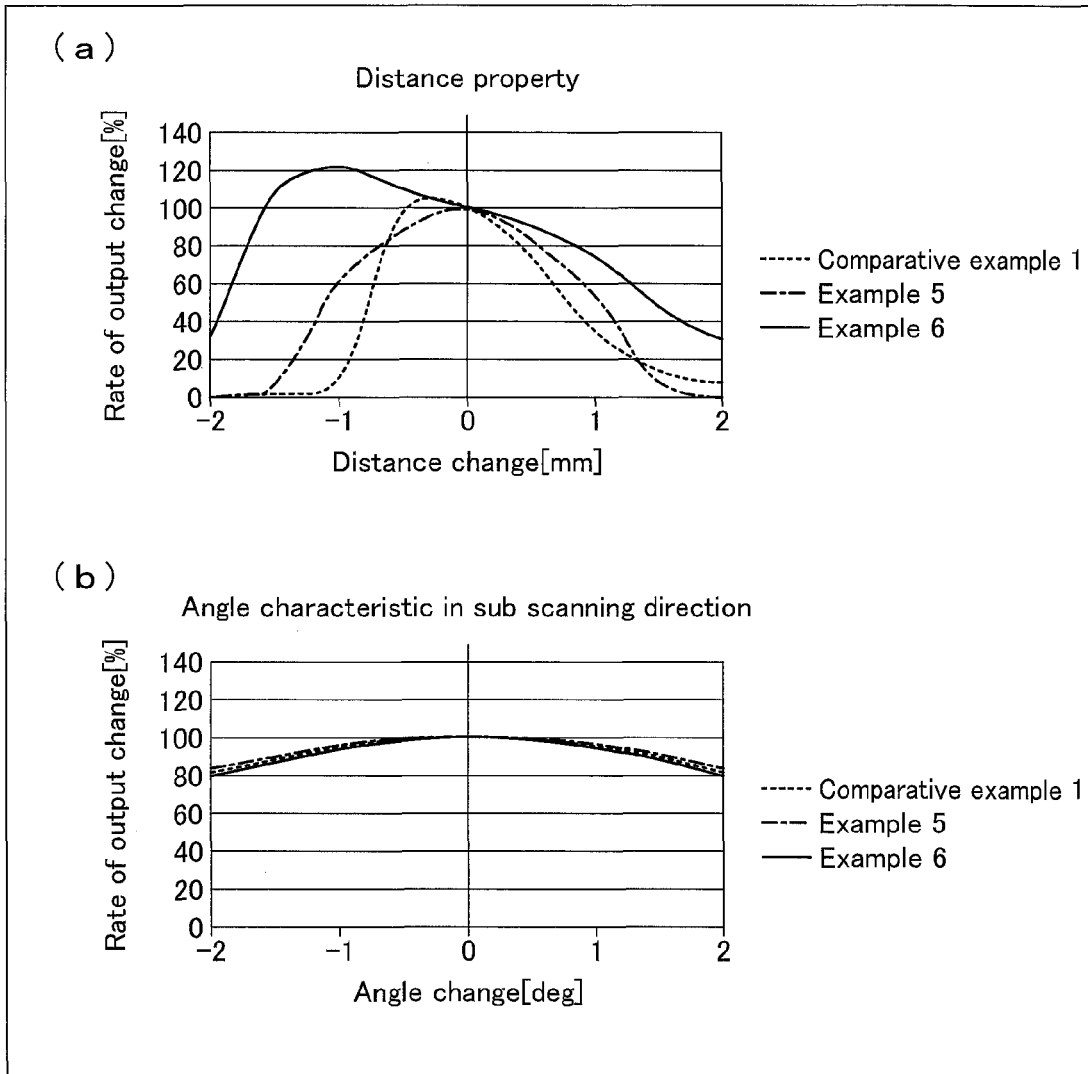 (a)
Distance property
Rate of output change[%]
140
120
100
80
60
40
20
0
-2
-1
0
1
2
Distance change[mm]
Comparative example 1
Example 5
Example 6
(b)
Angle characteristic in sub scanning direction
Rate of output change[%]
140
120
100
80
60
40
20
0
-2
-1
0
1
2
Angle change[deg]
Comparative example 1
Example 5
Example 6